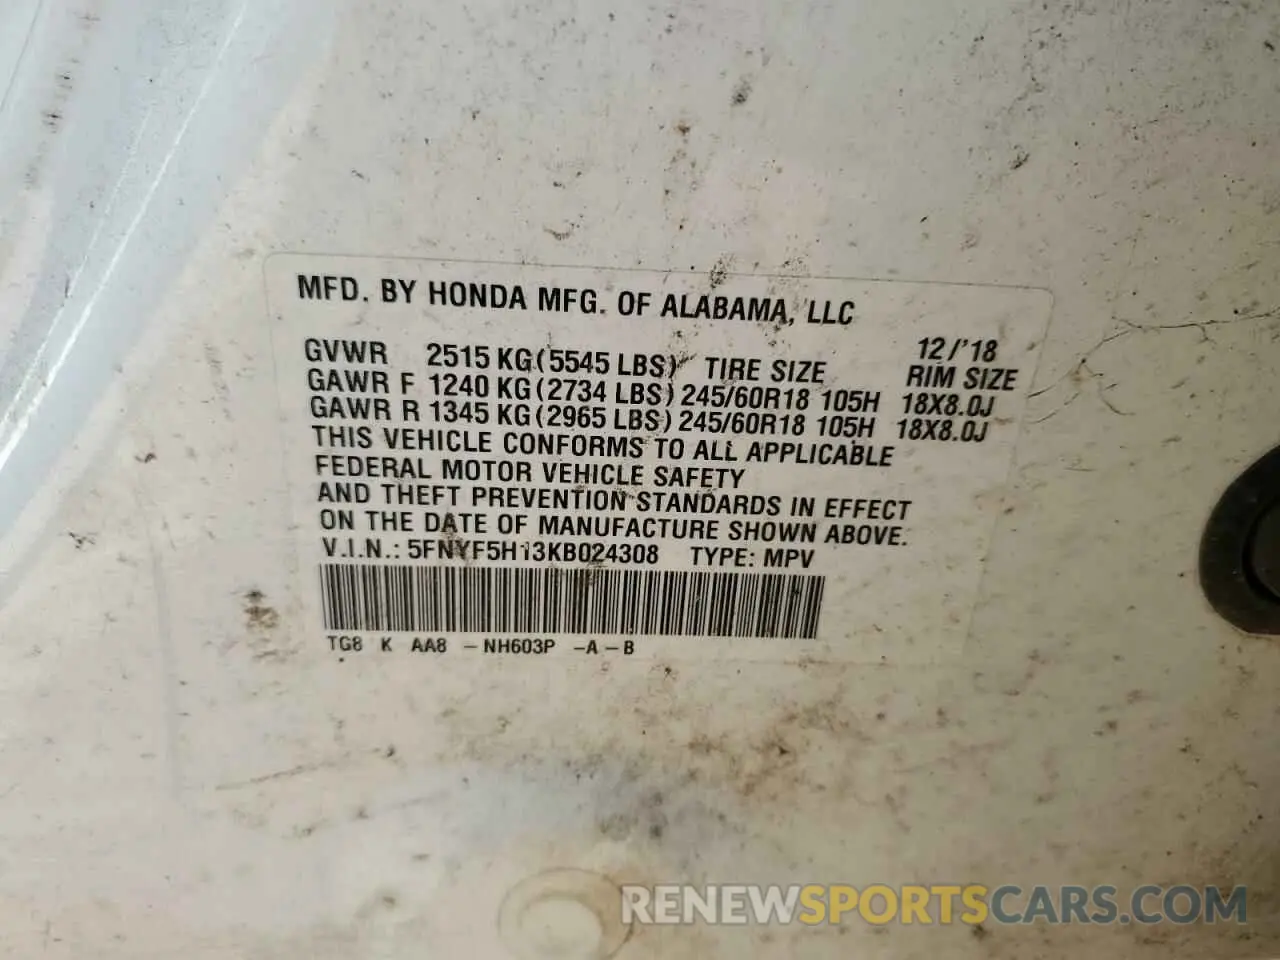 MFD. BY HONDA MFG. OF ALABAMA, LLC
12/'18
GVWR 2515 KG(5545 LBS) TIRE SIZE RIM SIZE
GAWR F 1240 KG(2734 LBS)245/60R18 105H 18X8.0J
GAWR R 1345 KG(2965 LBS)245/60R18 105H 18X8.0J
THIS VEHICLE CONFORMS TO ALL APPLICABLE
FEDERAL MOTOR VEHICLE SAFETY
AND THEFT PREVENTION STANDARDS IN EFFECT
ON THE DATE OF MANUFACTURE SHOWN ABOVE.
V.I.N.: 5FNYF5H13KB024308 TYPE: MPV
TG8 K AA8 -NH603P -A-B
RENEWSPORTSCARS.COM